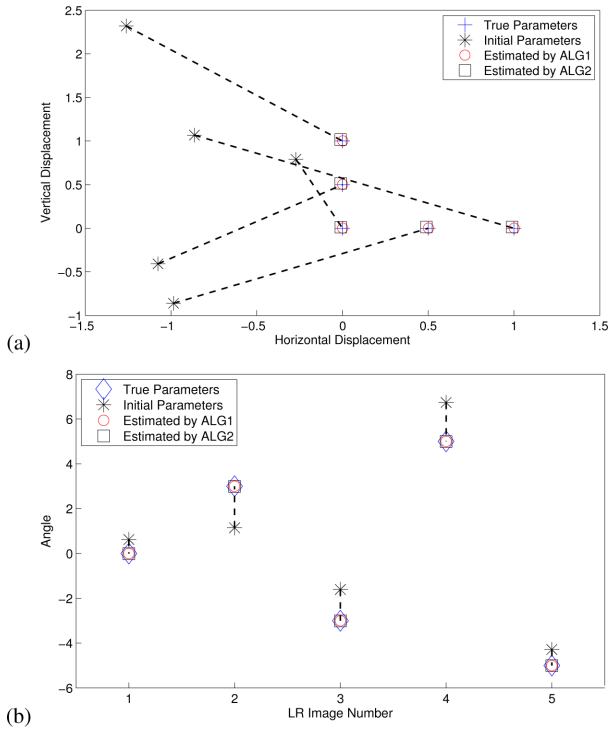 2.5
2
1.5
1
0.5
0
−0.5
−1
−1.5
−1
−0.5
0
0.5
1
1.5
Vertical Displacement
Horizontal Displacement
True Parameters
Initial Parameters
Estimated by ALG1
Estimated by ALG2
(a)
8
6
4
2
0
−2
−4
−6
1
2
3
4
5
Angle
LR Image Number
True Parameters
Initial Parameters
Estimated by ALG1
Estimated by ALG2
(b)